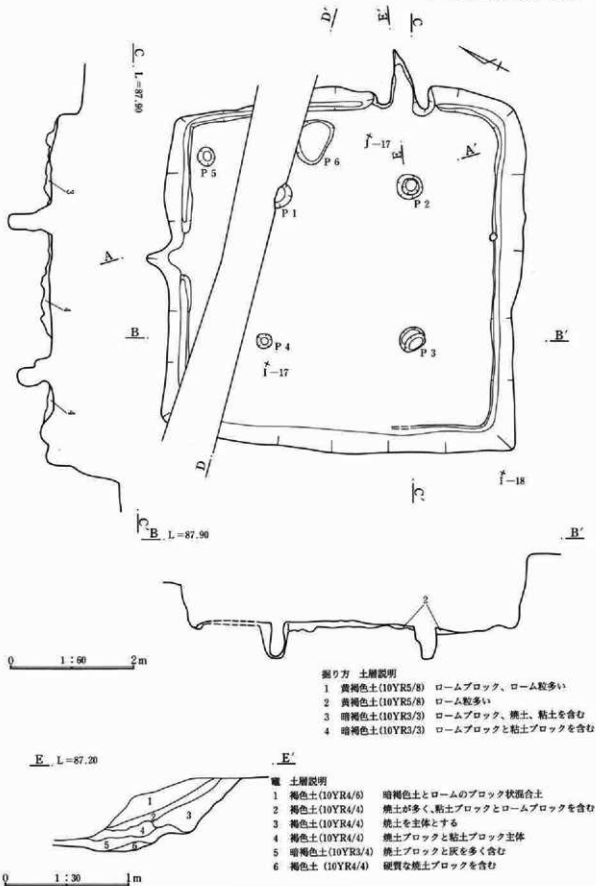 D′ E′ C
C L=87.90
J-17
E
A′
P 5
P 6
P 1
P 2
3
A
4
B
B′
P 4
P 3
I-17
4
D
I-18
C′
C′
B L=87.90
B′
2
0 1:60 2m
掘り方 土層説明
1 黄褐色土(10YR5/8) ロームブロック、ローム粒多い
2 黄褐色土(10YR5/8) ローム粒多い
3 暗褐色土(10YR3/3) ロームブロック、焼土、粘土を含む
4 暗褐色土(10YR3/3) ロームブロックと粘土ブロックを含む
E L=87.20
E′
1
2
3
4
5
6
0 1:30 1m
竈 土層説明
1 褐色土(10YR4/6) 暗褐色土とロームのブロック状混合土
2 褐色土(10YR4/4) 焼土が多く、粘土ブロックとロームブロックを含む
3 褐色土(10YR4/4) 焼土を主体とする
4 褐色土(10YR4/4) 焼土ブロックと粘土ブロック主体
5 暗褐色土(10YR3/4) 焼土ブロックと灰を多く含む
6 褐色土(10YR4/4) 硬質な焼土ブロックを含む